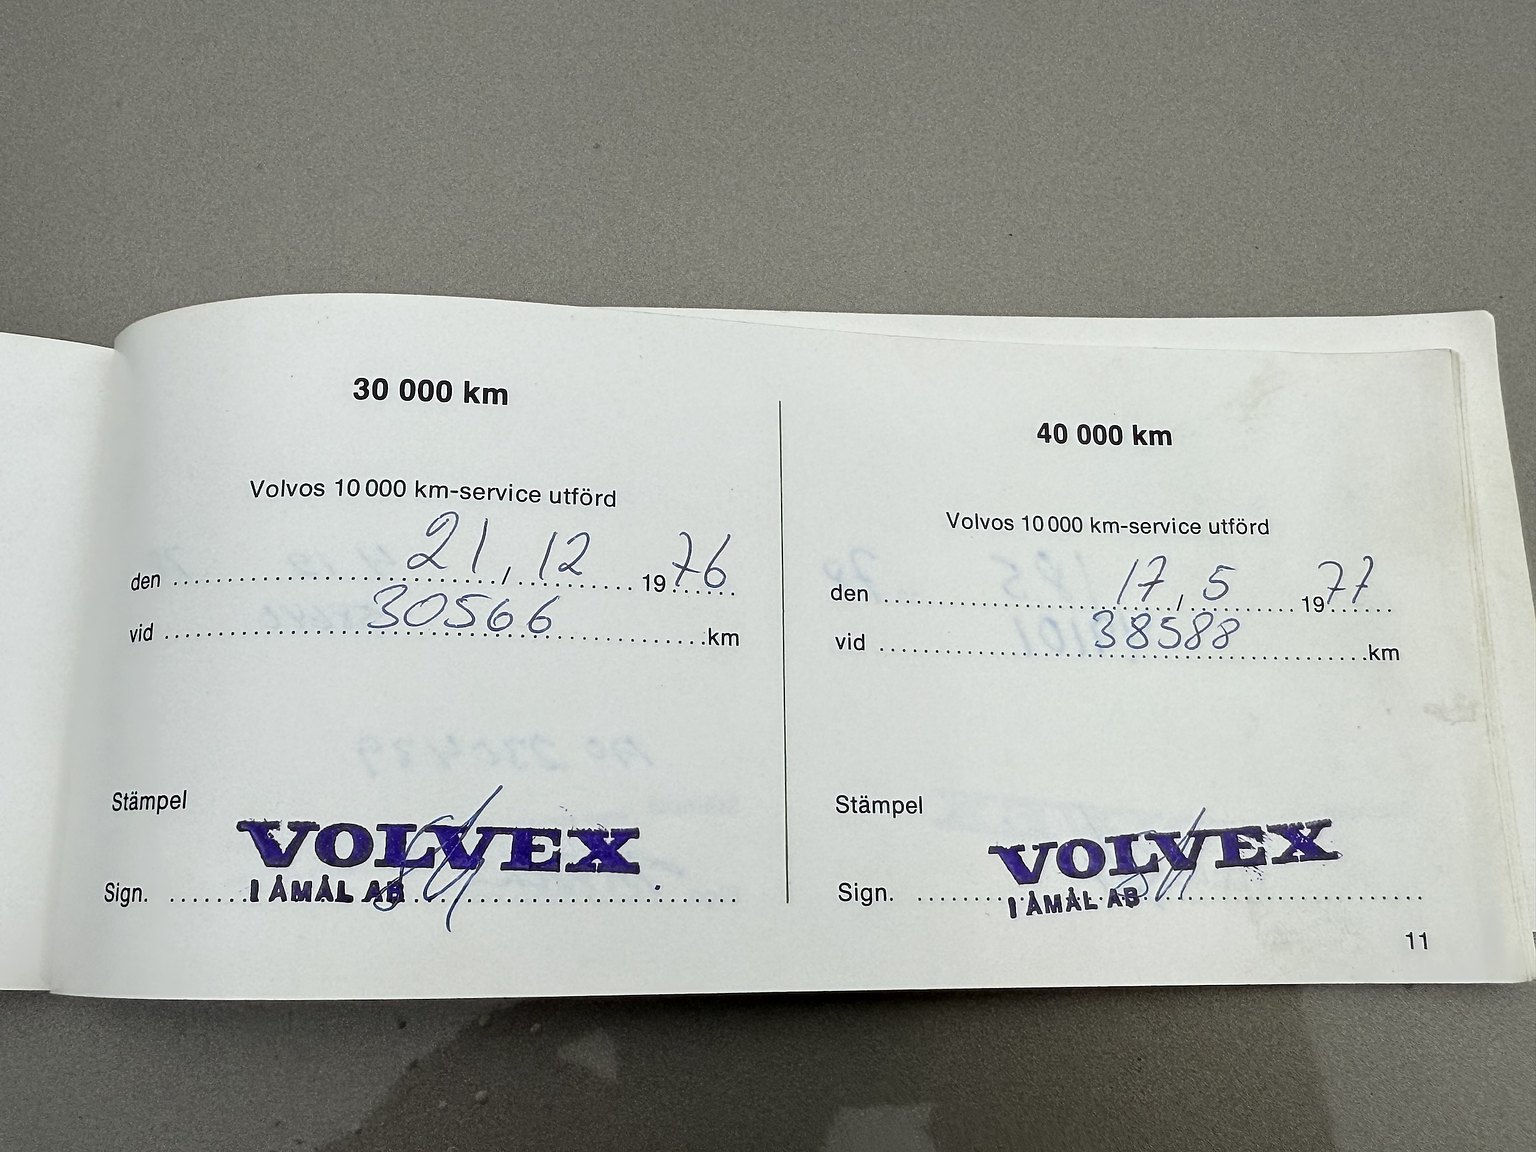 30 000 km
Volvos 10 000 km-service utförd
den 21, 12 1976
vid 30566 km
Stämpel
VOLVEX
Sign. I ÅMÅL AB
40 000 km
Volvos 10 000 km-service utförd
den 17, 5 1977
vid 38588 km
Stämpel
VOLVEX
Sign. I ÅMÅL AB
11